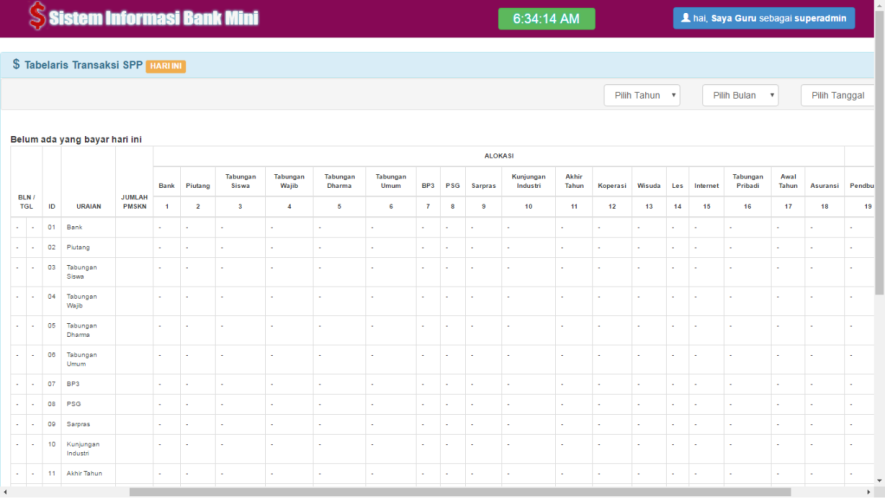 $ Sistem Informasi Bank Mini
6:34:14 AM
hai, Saya Guru sebagai superadmin
$ Tabelaris Transaksi SPP HARI INI
Pilih Tahun
Pilih Bulan
Pilih Tanggal
Belum ada yang bayar hari ini
BLN / TGL ID URAIAN JUMLAH PMSKN ALOKASI
Bank Piutang Tabungan Siswa Tabungan Wajib Tabungan Dharma Tabungan Umum BP3 PSG Sarpras Kunjungan Industri Akhir Tahun Koperasi Wisuda Les Internet Tabungan Pribadi Awal Tahun Asuransi Pendbu
1 2 3 4 5 6 7 8 9 10 11 12 13 14 15 16 17 18 19
- - 01 Bank - - - - - - - - - - - - - - - - - - -
- - 02 Piutang - - - - - - - - - - - - - - - - - - -
- - 03 Tabungan Siswa - - - - - - - - - - - - - - - - - - -
- - 04 Tabungan Wajib - - - - - - - - - - - - - - - - - - -
- - 05 Tabungan Dharma - - - - - - - - - - - - - - - - - - -
- - 06 Tabungan Umum - - - - - - - - - - - - - - - - - - -
- - 07 BP3 - - - - - - - - - - - - - - - - - - -
- - 08 PSG - - - - - - - - - - - - - - - - - - -
- - 09 Sarpras - - - - - - - - - - - - - - - - - - -
- - 10 Kunjungan Industri - - - - - - - - - - - - - - - - - - -
- - 11 Akhir Tahun - - - - - - - - - - - - - - - - - - -